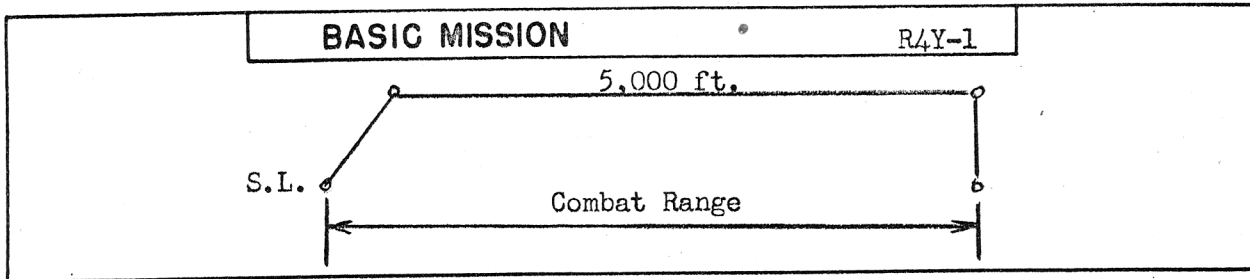 BASIC MISSION R4Y-1
5,000 ft.
S.L.
Combat Range